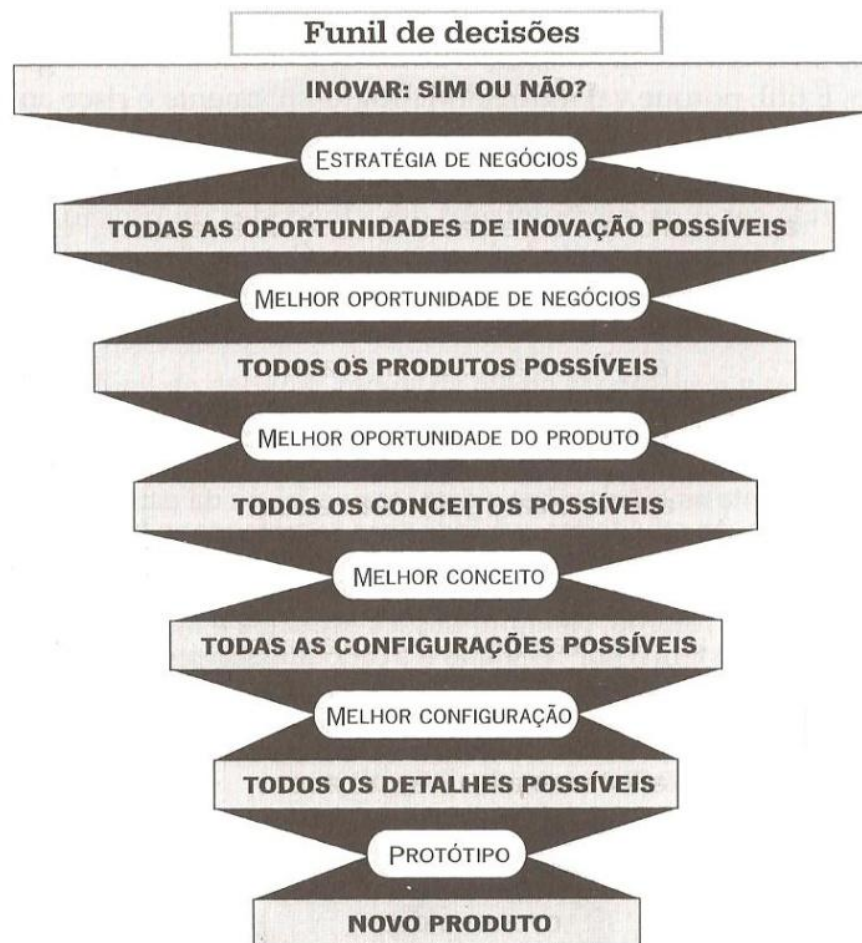 Funil de decisões
INOVAR: SIM OU NÃO?
ESTRATÉGIA DE NEGÓCIOS
TODAS AS OPORTUNIDADES DE INOVAÇÃO POSSÍVEIS
MELHOR OPORTUNIDADE DE NEGÓCIOS
TODOS OS PRODUTOS POSSÍVEIS
MELHOR OPORTUNIDADE DO PRODUTO
TODOS OS CONCEITOS POSSÍVEIS
MELHOR CONCEITO
TODAS AS CONFIGURAÇÕES POSSÍVEIS
MELHOR CONFIGURAÇÃO
TODOS OS DETALHES POSSÍVEIS
PROTÓTIPO
NOVO PRODUTO